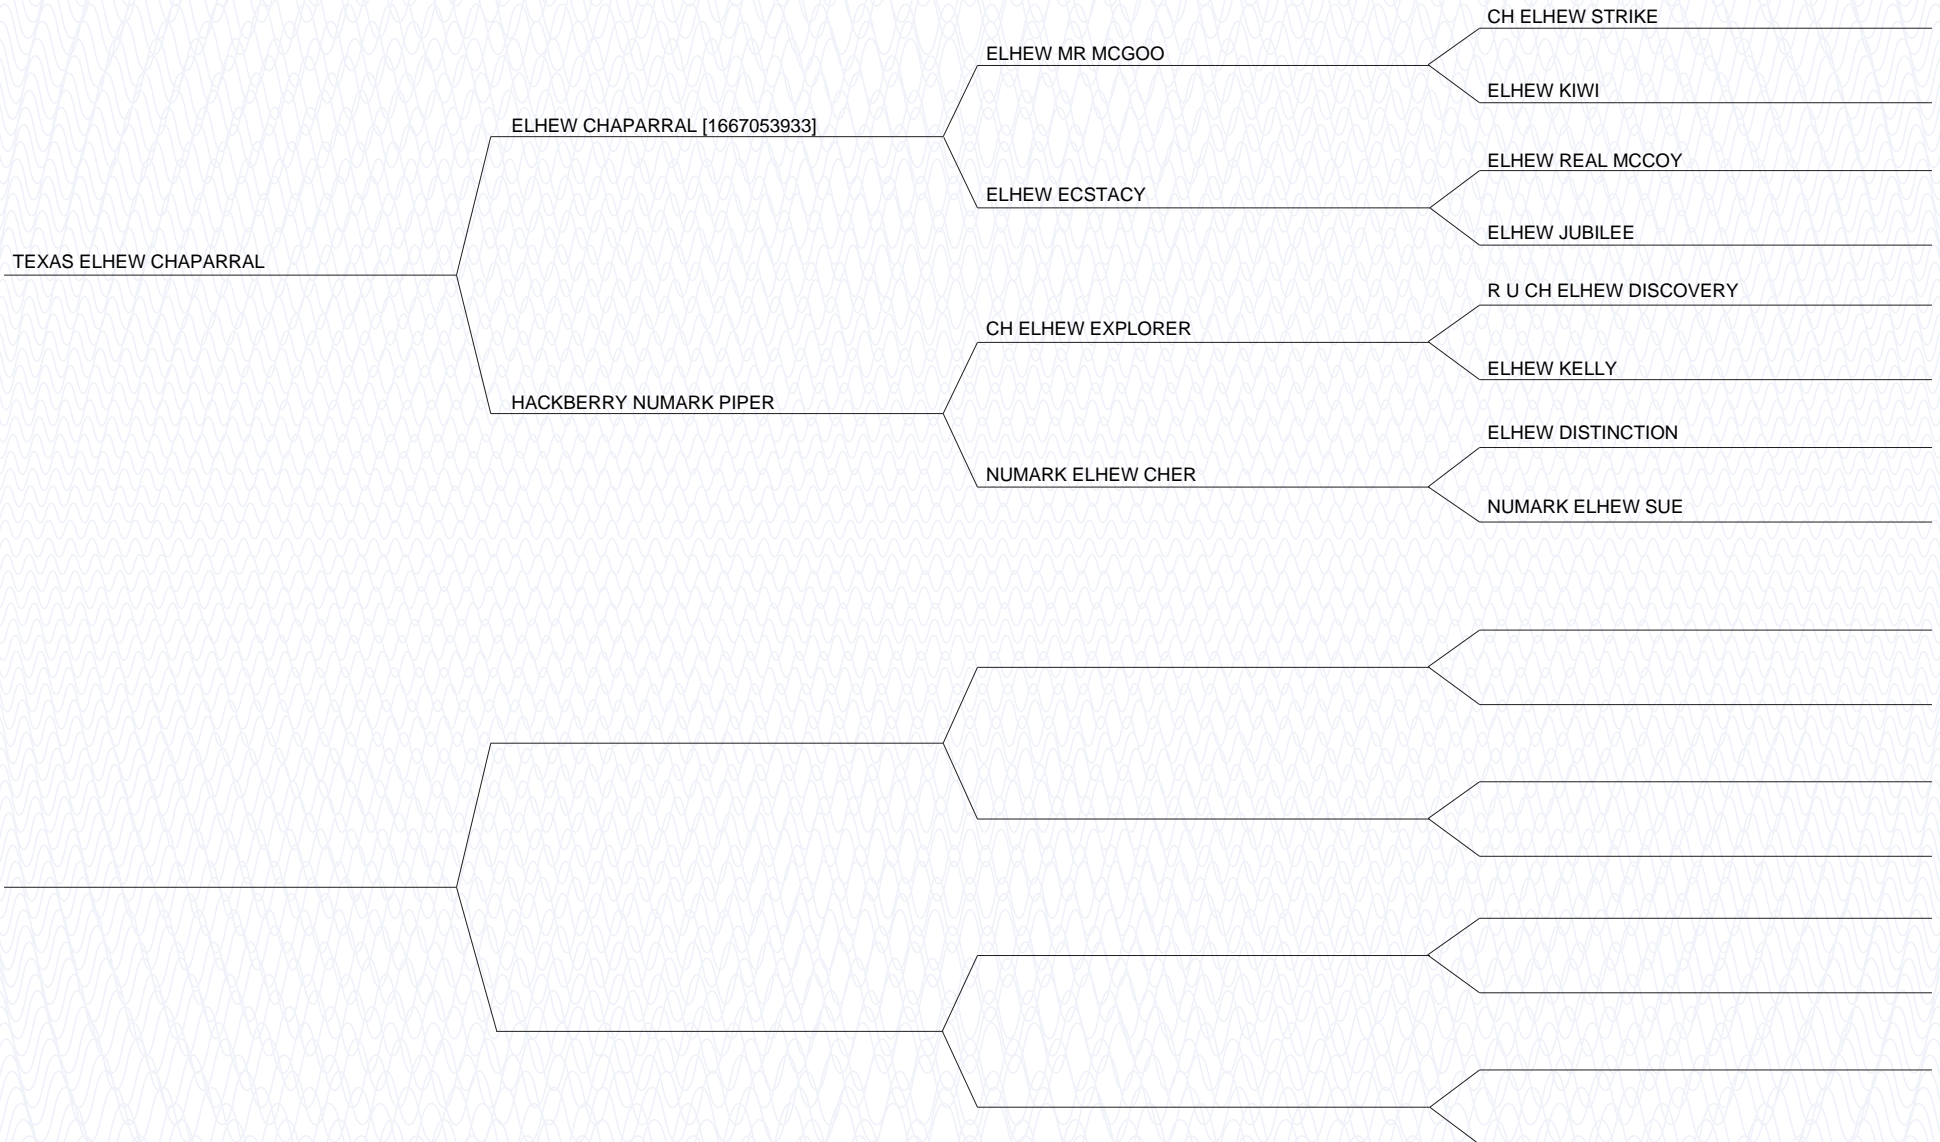 CH ELHEW STRIKE
ELHEW MR MCGOO
ELHEW KIWI
ELHEW CHAPARRAL [1667053933]
ELHEW REAL MCCOY
ELHEW ECSTACY
ELHEW JUBILEE
TEXAS ELHEW CHAPARRAL
R U CH ELHEW DISCOVERY
CH ELHEW EXPLORER
ELHEW KELLY
HACKBERRY NUMARK PIPER
ELHEW DISTINCTION
NUMARK ELHEW CHER
NUMARK ELHEW SUE